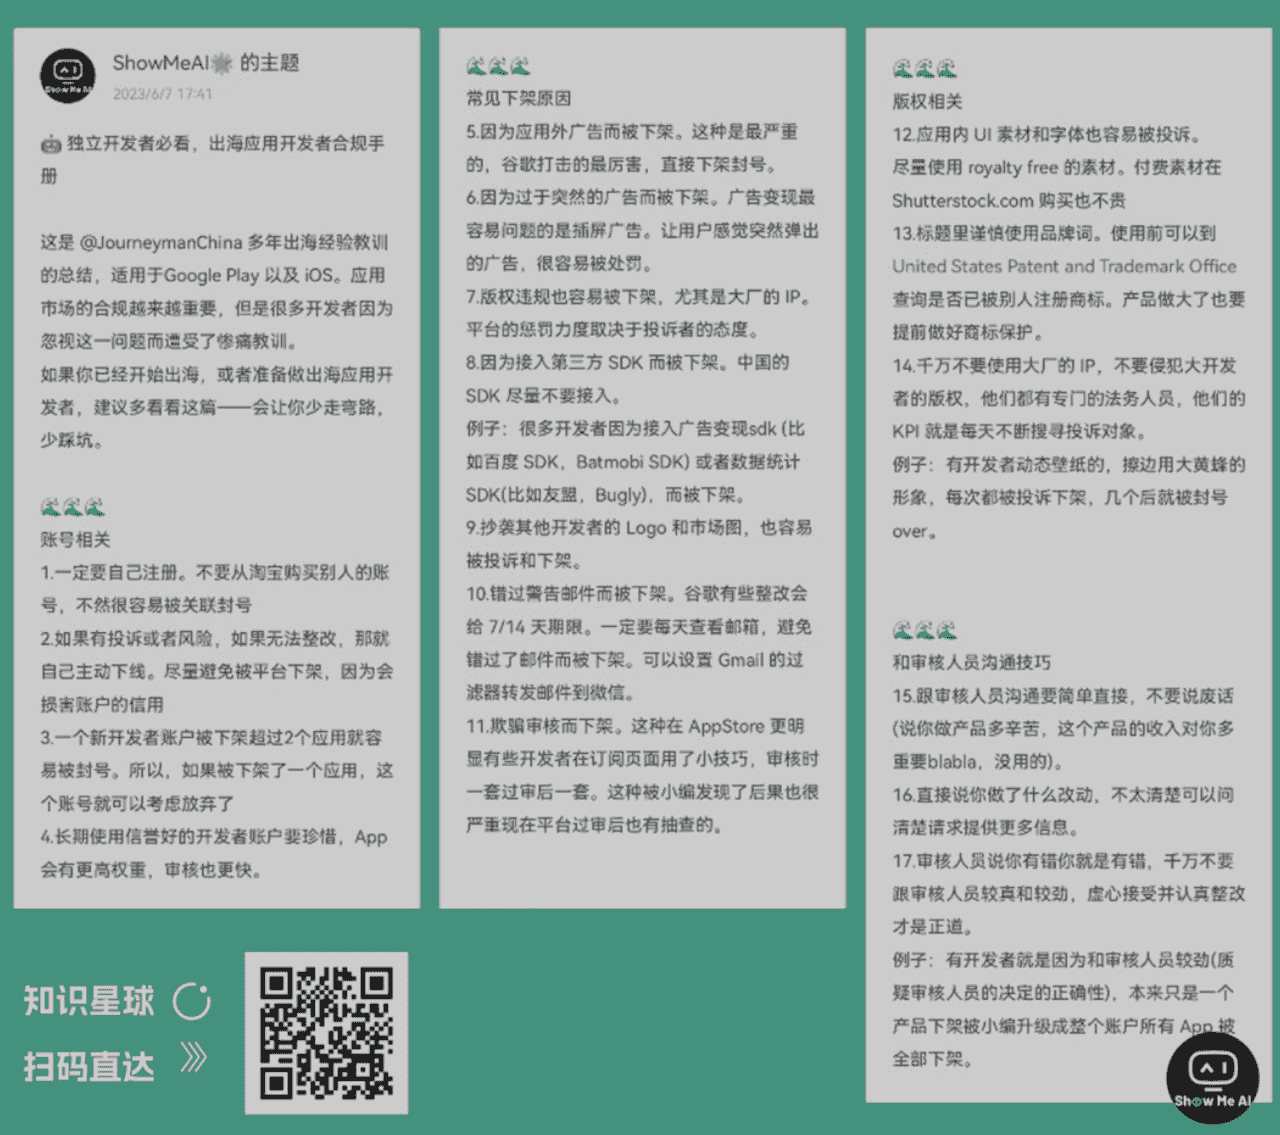 ShowMeAI 的主题
2023/6/7 17:41
独立开发者必看，出海应用开发者合规手
册
这是 @JourneymanChina 多年出海经验教训
的总结，适用于Google Play 以及 iOS。应用
市场的合规越来越重要，但是很多开发者因为
忽视这一问题而遭受了惨痛教训。
如果你已经开始出海，或者准备做出海应用开
发者，建议多看看这篇——会让你少走弯路，
少踩坑。
账号相关
1.一定要自己注册。不要从淘宝购买别人的账
号，不然很容易被关联封号
2.如果有投诉或者风险，如果无法整改，那就
自己主动下线。尽量避免被平台下架，因为会
损害账户的信用
3.一个新开发者账户被下架超过2个应用就容
易被封号。所以，如果被下架了一个应用，这
个账号就可以考虑放弃了
4.长期使用信誉好的开发者账户要珍惜，App
会有更高权重，审核也更快。
常见下架原因
5.因为应用外广告而被下架。这种是最严重
的，谷歌打击的最厉害，直接下架封号。
6.因为过于突然的广告而被下架。广告变现最
容易问题的是插屏广告。让用户感觉突然弹出
的广告，很容易被处罚。
7.版权违规也容易被下架，尤其是大厂的 IP。
平台的惩罚力度取决于投诉者的态度。
8.因为接入第三方 SDK 而被下架。中国的
SDK 尽量不要接入。
例子：很多开发者因为接入广告变现sdk (比
如百度 SDK，Batmobi SDK) 或者数据统计
SDK(比如友盟，Bugly)，而被下架。
9.抄袭其他开发者的 Logo 和市场图，也容易
被投诉和下架。
10.错过警告邮件而被下架。谷歌有些整改会
给 7/14 天期限。一定要每天查看邮箱，避免
错过了邮件而被下架。可以设置 Gmail 的过
滤器转发邮件到微信。
11.欺骗审核而下架。这种在 AppStore 更明
显有些开发者在订阅页面用了小技巧，审核时
一套过审后一套。这种被小编发现了后果也很
严重现在平台过审后也有抽查的。
版权相关
12.应用内 UI 素材和字体也容易被投诉。
尽量使用 royalty free 的素材。付费素材在
Shutterstock.com 购买也不贵
13.标题里谨慎使用品牌词。使用前可以到
United States Patent and Trademark Office
查询是否已被别人注册商标。产品做大了也要
提前做好商标保护。
14.千万不要使用大厂的 IP，不要侵犯大开发
者的版权，他们都有专门的法务人员，他们的
KPI 就是每天不断搜寻投诉对象。
例子：有开发者动态壁纸的，擦边用大黄蜂的
形象，每次都被投诉下架，几个后就被封号
over。
和审核人员沟通技巧
15.跟审核人员沟通要简单直接，不要说废话
(说你做产品多辛苦，这个产品的收入对你多
重要blabla，没用的)。
16.直接说你做了什么改动，不太清楚可以问
清楚请求提供更多信息。
17.审核人员说你有错你就是有错，千万不要
跟审核人员较真和较劲，虚心接受并认真整改
才是正道。
例子：有开发者就是因为和审核人员较劲(质
疑审核人员的决定的正确性)，本来只是一个
产品下架被小编升级成整个账户所有 App 被
全部下架。
知识星球
扫码直达
Show Me AI
Show Me AI